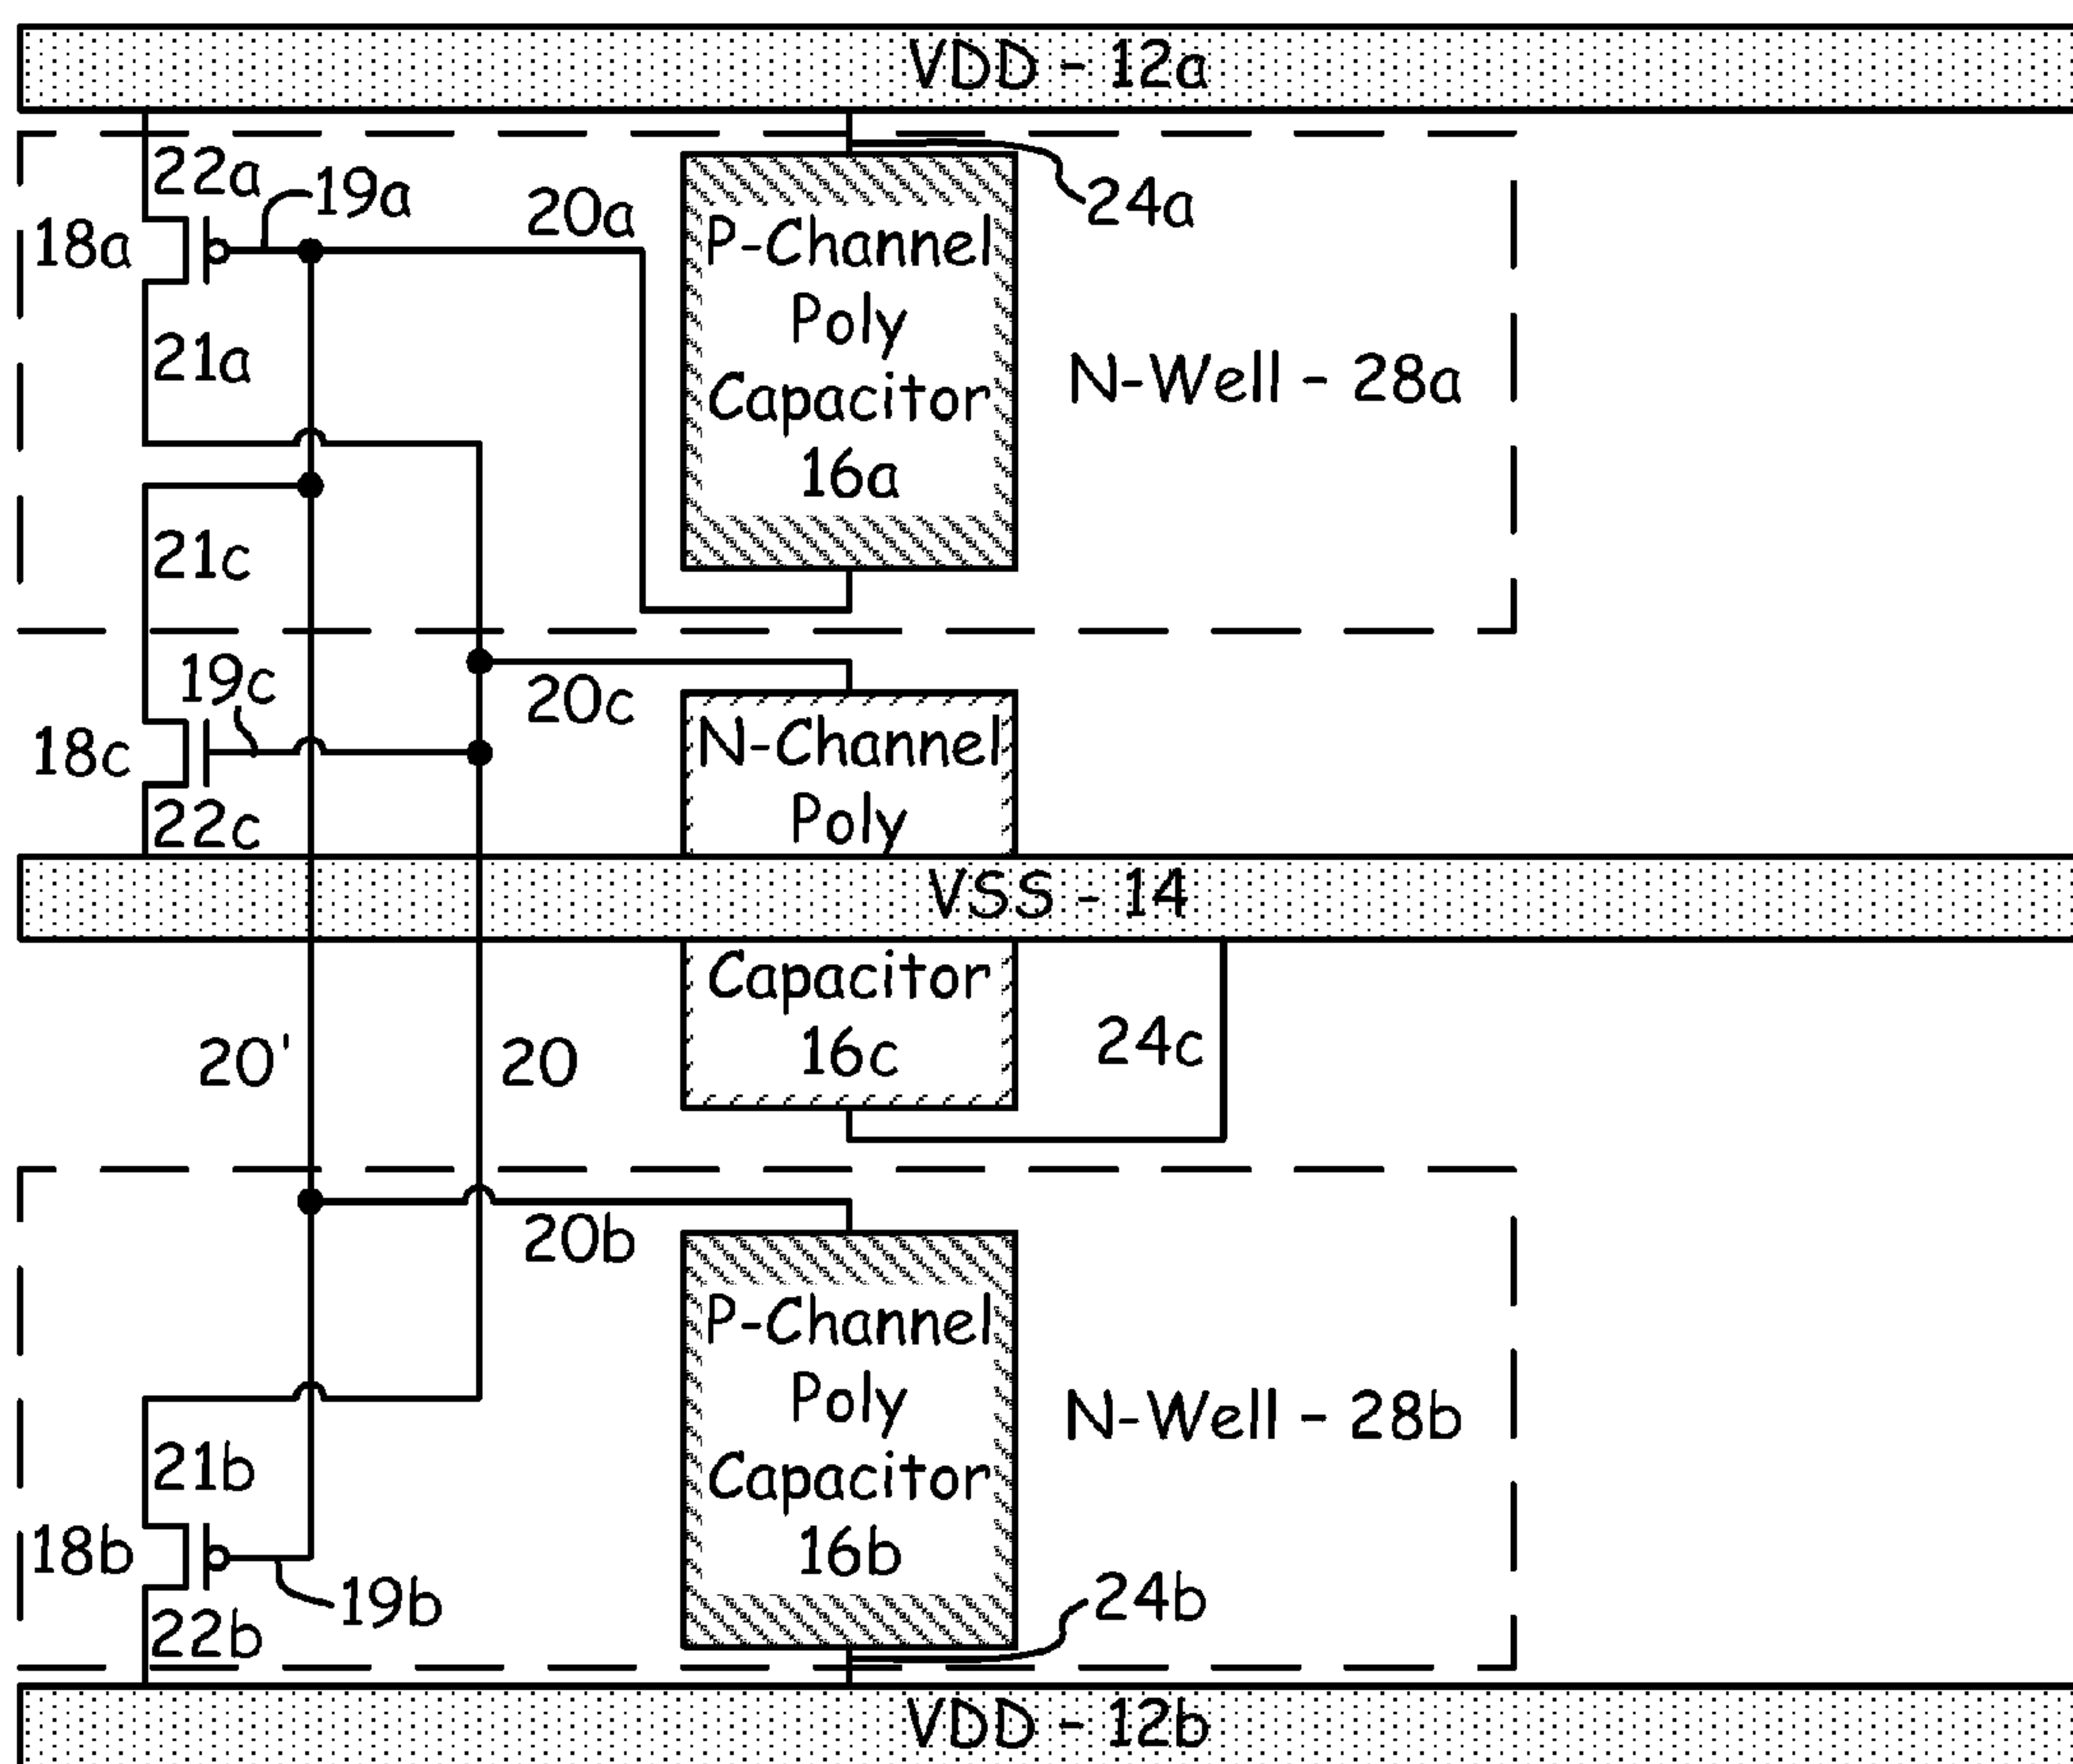 VDD - 12a
22a
19a
20a
24a
18a
P-Channel
Poly
Capacitor
16a
N-Well - 28a
21a
21c
19c
20c
18c
N-Channel
Poly
22c
VSS - 14
Capacitor
16c
24c
20'
20
20b
P-Channel
Poly
Capacitor
16b
N-Well - 28b
21b
18b
19b
24b
22b
VDD - 12b